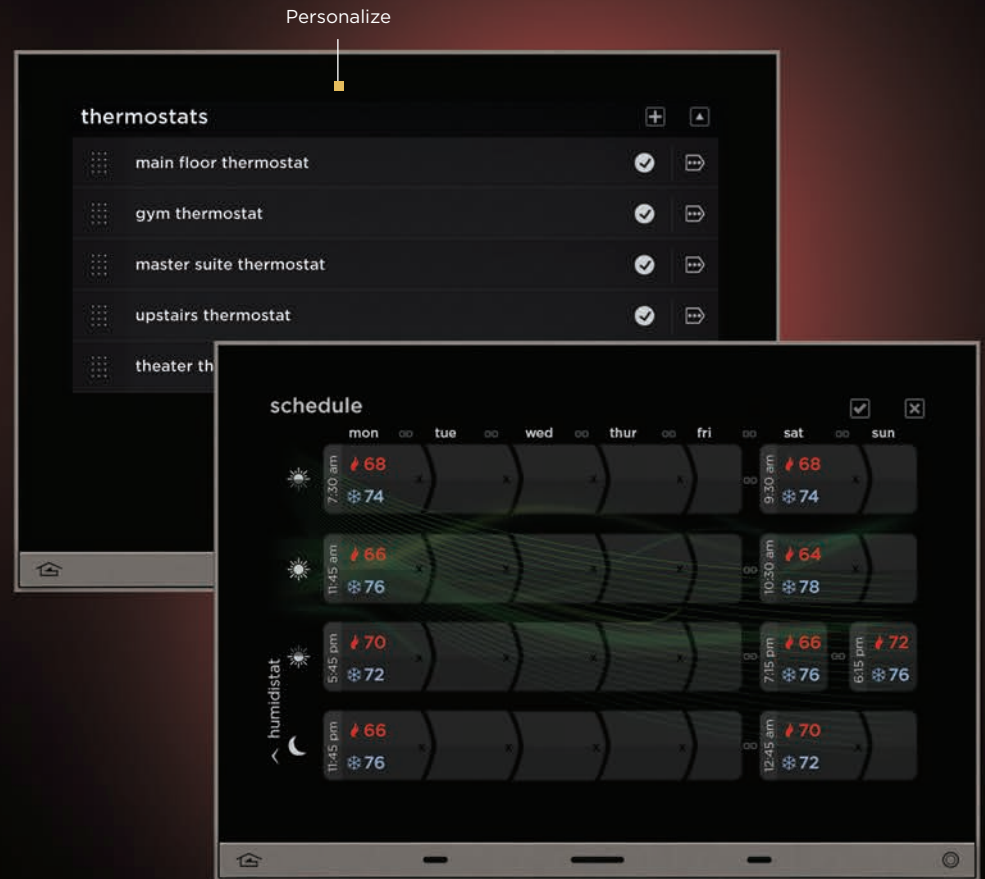 Personalize
thermostats
main floor thermostat
gym thermostat
master suite thermostat
upstairs thermostat
theater th
schedule
mon tue wed thur fri sat sun
7:30 am 68 74 9:30 am 68 74
11:45 am 66 76 10:30 am 64 78
5:45 pm 70 72 7:15 pm 66 76 6:15 pm 72 76
11:45 pm 66 76 12:45 am 70 72
humidistat